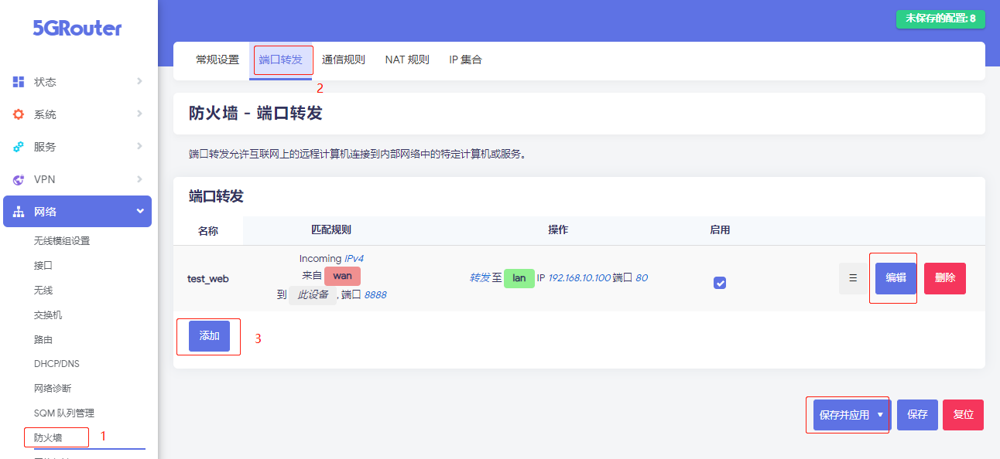 5GRouter
未保存的配置: 8
状态
系统
服务
VPN
网络
无线模组设置
接口
无线
交换机
路由
DHCP/DNS
网络诊断
SQM 队列管理
防火墙
1
常规设置 端口转发 通信规则 NAT 规则 IP 集合
2
防火墙 - 端口转发
端口转发允许互联网上的远程计算机连接到内部网络中的特定计算机或服务。
端口转发
名称 匹配规则 操作 启用
test_web
Incoming IPv4
来自 wan
到 此设备 , 端口 8888
转发 至 lan IP 192.168.10.100 端口 80
☰ 编辑 删除
添加
3
保存并应用 ▼ 保存 复位